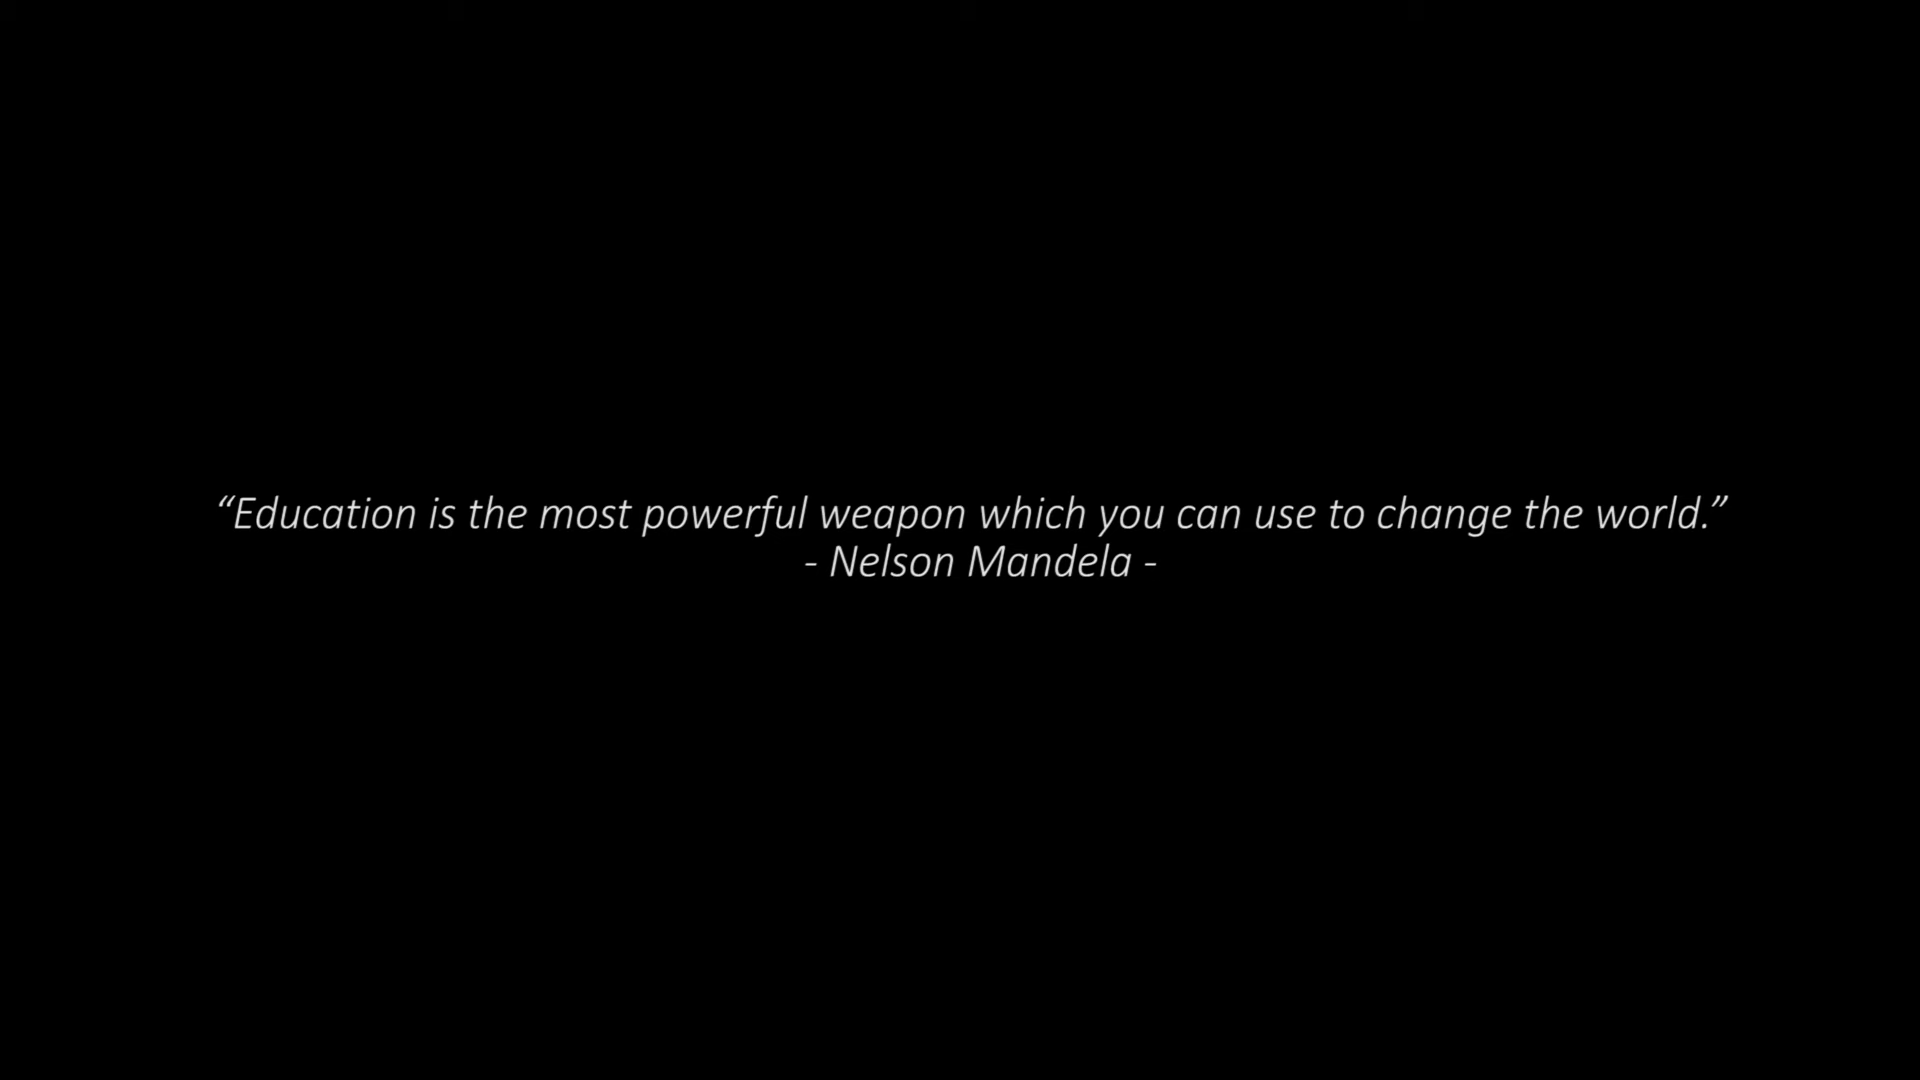 “Education is the most powerful weapon which you can use to change the world.”
- Nelson Mandela -